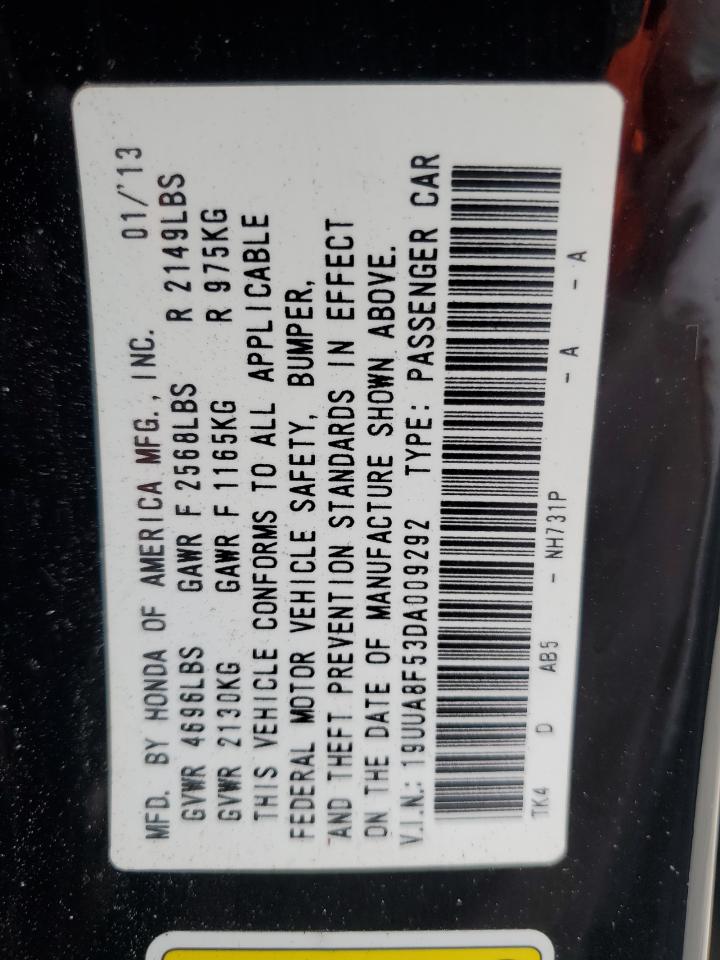 MFD. BY HONDA OF AMERICA MFG., INC. 01/'13
GVWR 4696LBS GAWR F 2568LBS R 2149LBS
GVWR 2130KG GAWR F 1165KG R 975KG
THIS VEHICLE CONFORMS TO ALL APPLICABLE
FEDERAL MOTOR VEHICLE SAFETY, BUMPER,
AND THEFT PREVENTION STANDARDS IN EFFECT
ON THE DATE OF MANUFACTURE SHOWN ABOVE.
V.I.N.: 19UUA8F53DA009292 TYPE: PASSENGER CAR
TK4 D AB5 - NH731P - A - A